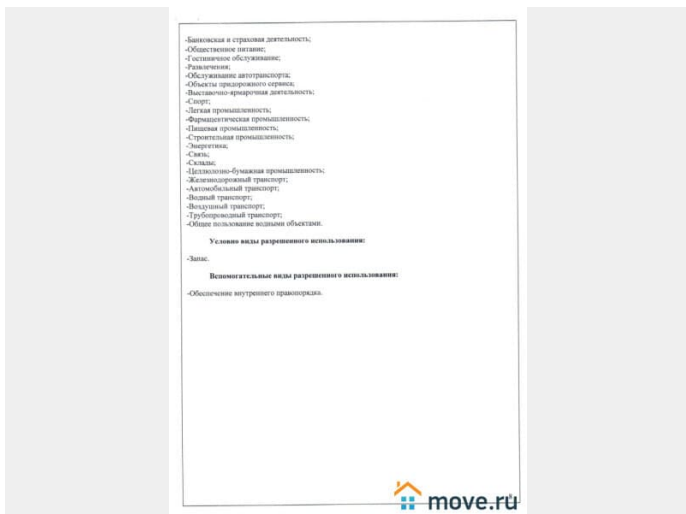 -Банковская и страховая деятельность;
-Общественное питание;
-Гостиничное обслуживание;
-Развлечения;
-Обслуживание автотранспорта;
-Объекты придорожного сервиса;
-Выставочно-ярмарочная деятельность;
-Спорт;
-Легкая промышленность;
-Фармацевтическая промышленность;
-Пищевая промышленность;
-Строительная промышленность;
-Энергетика;
-Связь;
-Склады;
-Целлюлозно-бумажная промышленность;
-Железнодорожный транспорт;
-Автомобильный транспорт;
-Водный транспорт;
-Воздушный транспорт;
-Трубопроводный транспорт;
-Общее пользование водными объектами.
Условно виды разрешенного использования:
-Запас.
Вспомогательные виды разрешенного использования:
-Обеспечение внутреннего правопорядка.
move.ru